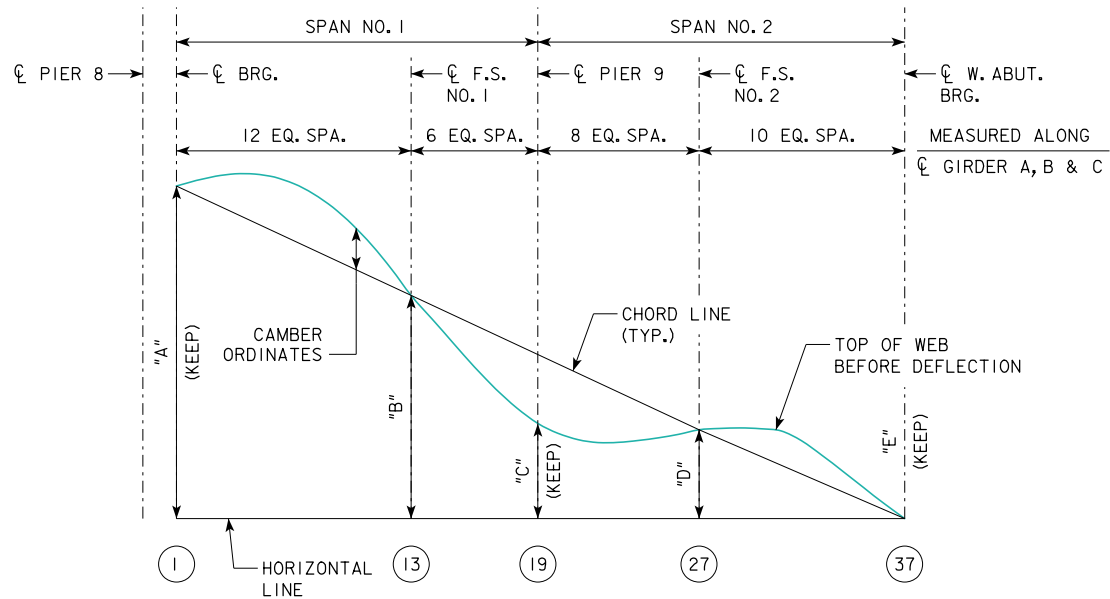 SPAN NO. 1
SPAN NO. 2
℄ PIER 8
℄ BRG.
℄ F.S.
NO. 1
℄ PIER 9
℄ F.S.
NO. 2
℄ W. ABUT.
BRG.
12 EQ. SPA.
6 EQ. SPA.
8 EQ. SPA.
10 EQ. SPA.
MEASURED ALONG
℄ GIRDER A, B & C
CHORD LINE
(TYP.)
CAMBER
ORDINATES
TOP OF WEB
BEFORE DEFLECTION
"A"
(KEEP)
"B"
"C"
(KEEP)
"D"
"E"
(KEEP)
1
13
19
27
37
HORIZONTAL
LINE